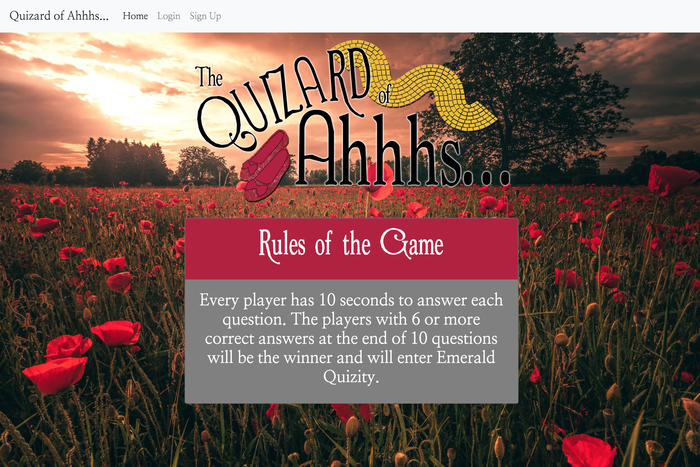 Quizard of Ahhhs... Home Login Sign Up
The
QUIZARD of
Ahhhs...
Rules of the Game
Every player has 10 seconds to answer each
question. The players with 6 or more
correct answers at the end of 10 questions
will be the winner and will enter Emerald
Quizity.